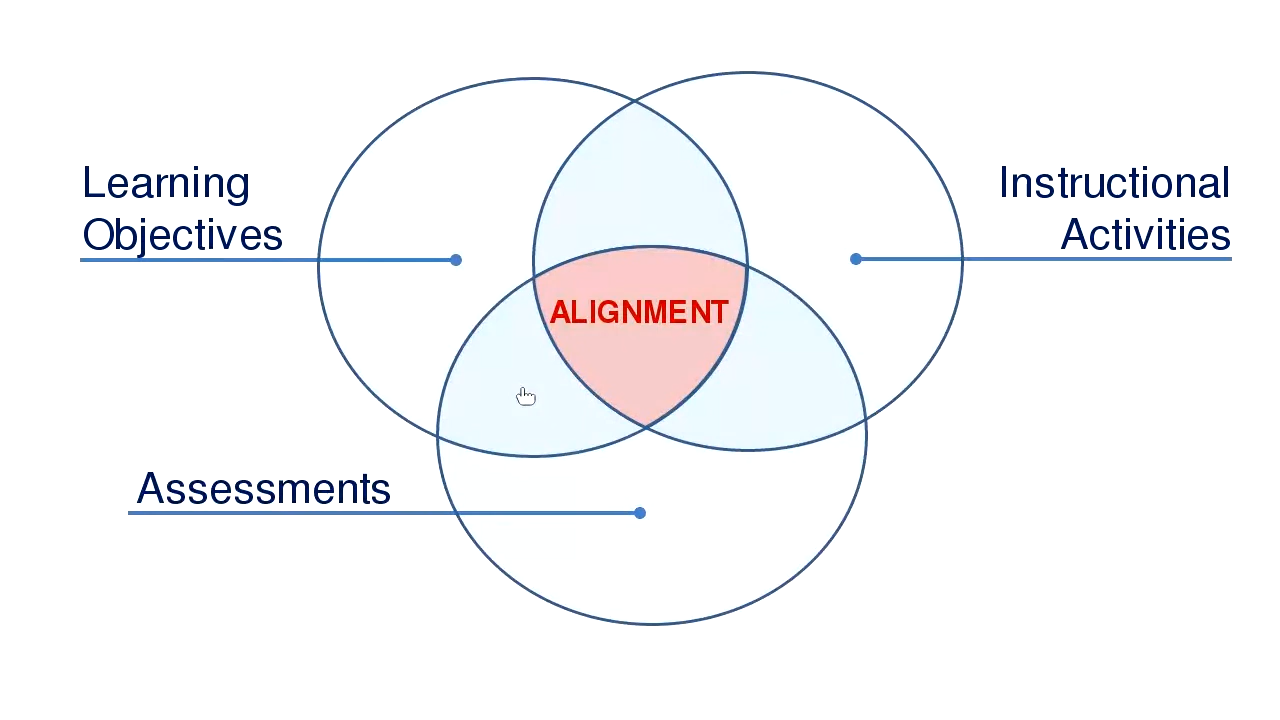 Learning
Objectives
Instructional
Activities
ALIGNMENT
Assessments